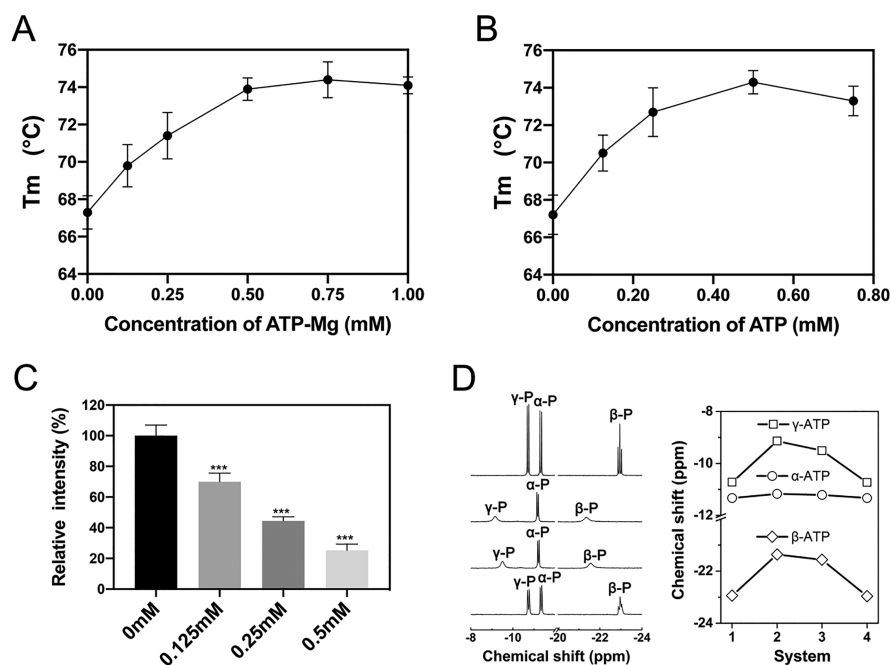 A
76
74
72
70
68
66
64
Tm (°C)
0.00
0.25
0.50
0.75
1.00
Concentration of ATP-Mg (mM)
B
76
74
72
70
68
66
64
Tm (°C)
0.00
0.20
0.40
0.60
0.80
Concentration of ATP (mM)
C
120
100
80
60
40
20
0
Relative intensity (%)
***
***
***
0mM
0.125mM
0.25mM
0.5mM
D
γ-P α-P β-P
α-P
γ-P β-P
α-P
γ-P β-P
γ-P α-P β-P
-8 -10 -20 -22 -24
Chemical shift (ppm)
-8
-10
-12
-22
-24
Chemical shift (ppm)
γ-ATP
α-ATP
β-ATP
1 2 3 4
System